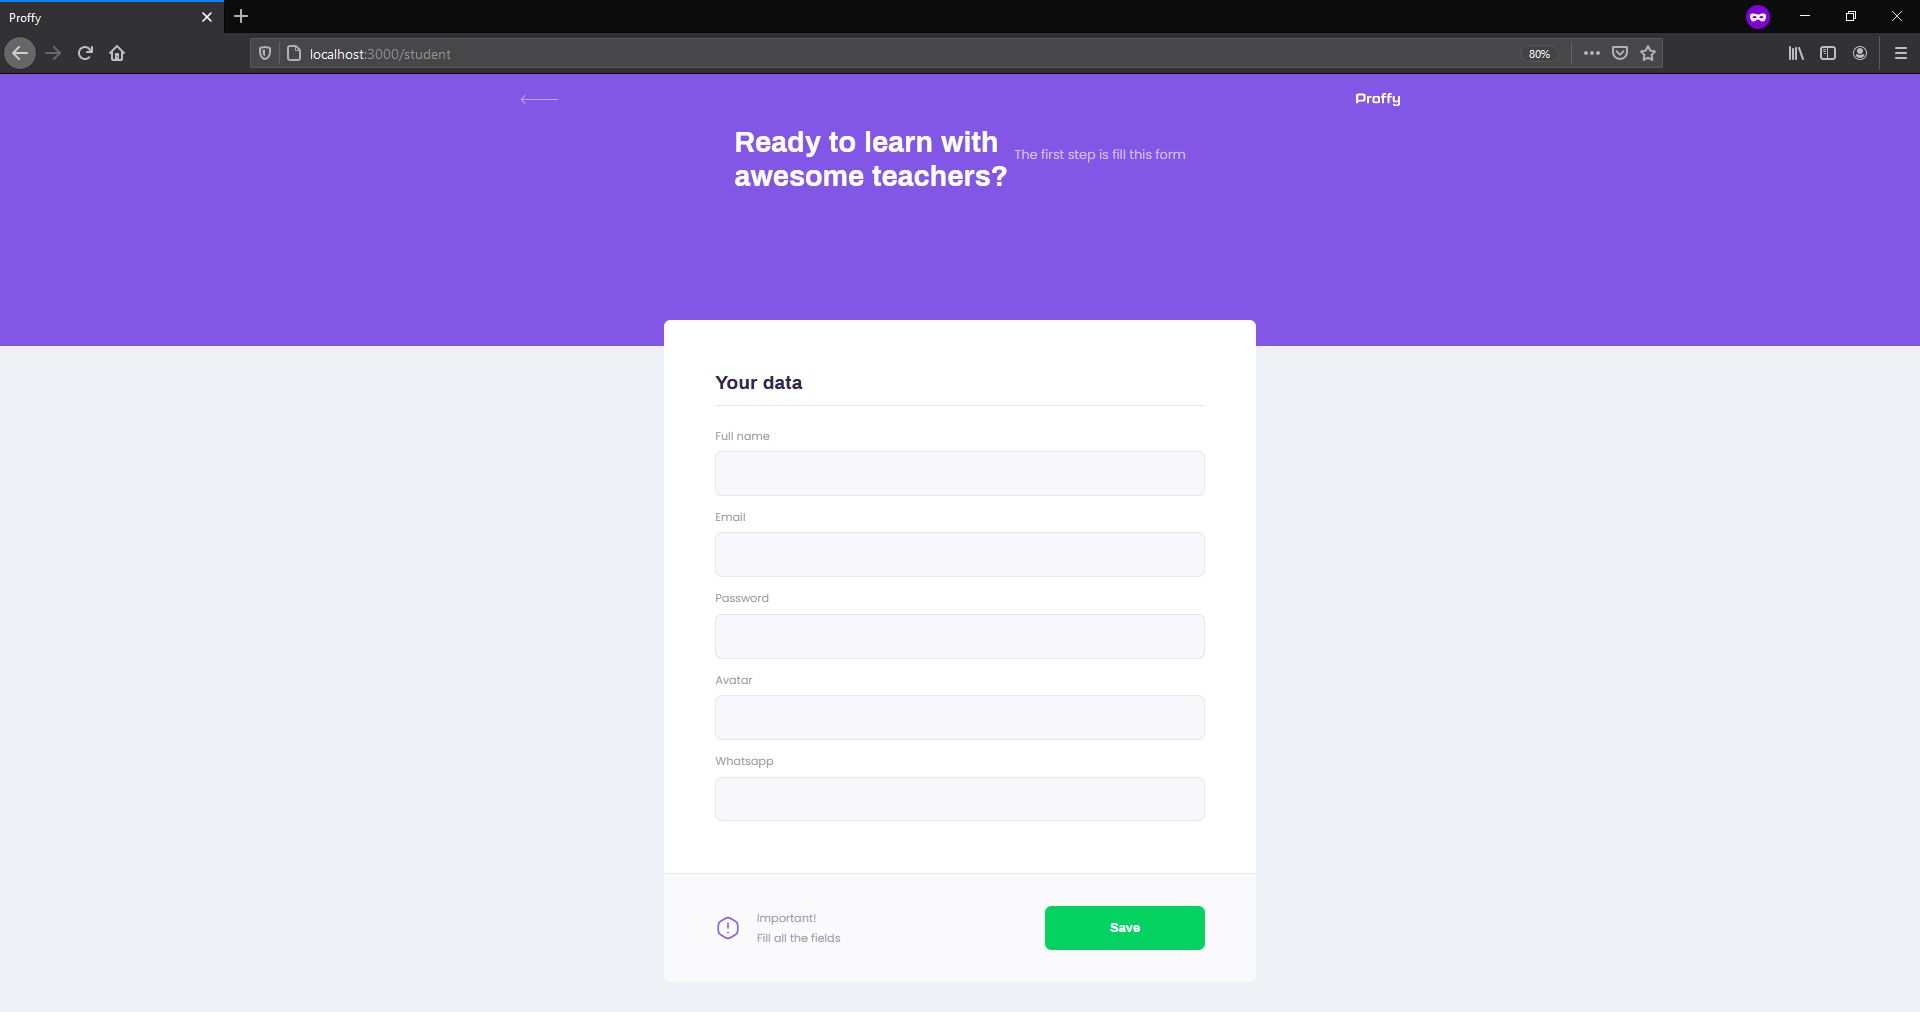 Proffy
localhost:3000/student
80%
Proffy
Ready to learn with
awesome teachers?
The first step is fill this form
Your data
Full name
Email
Password
Avatar
Whatsapp
Important!
Fill all the fields
Save